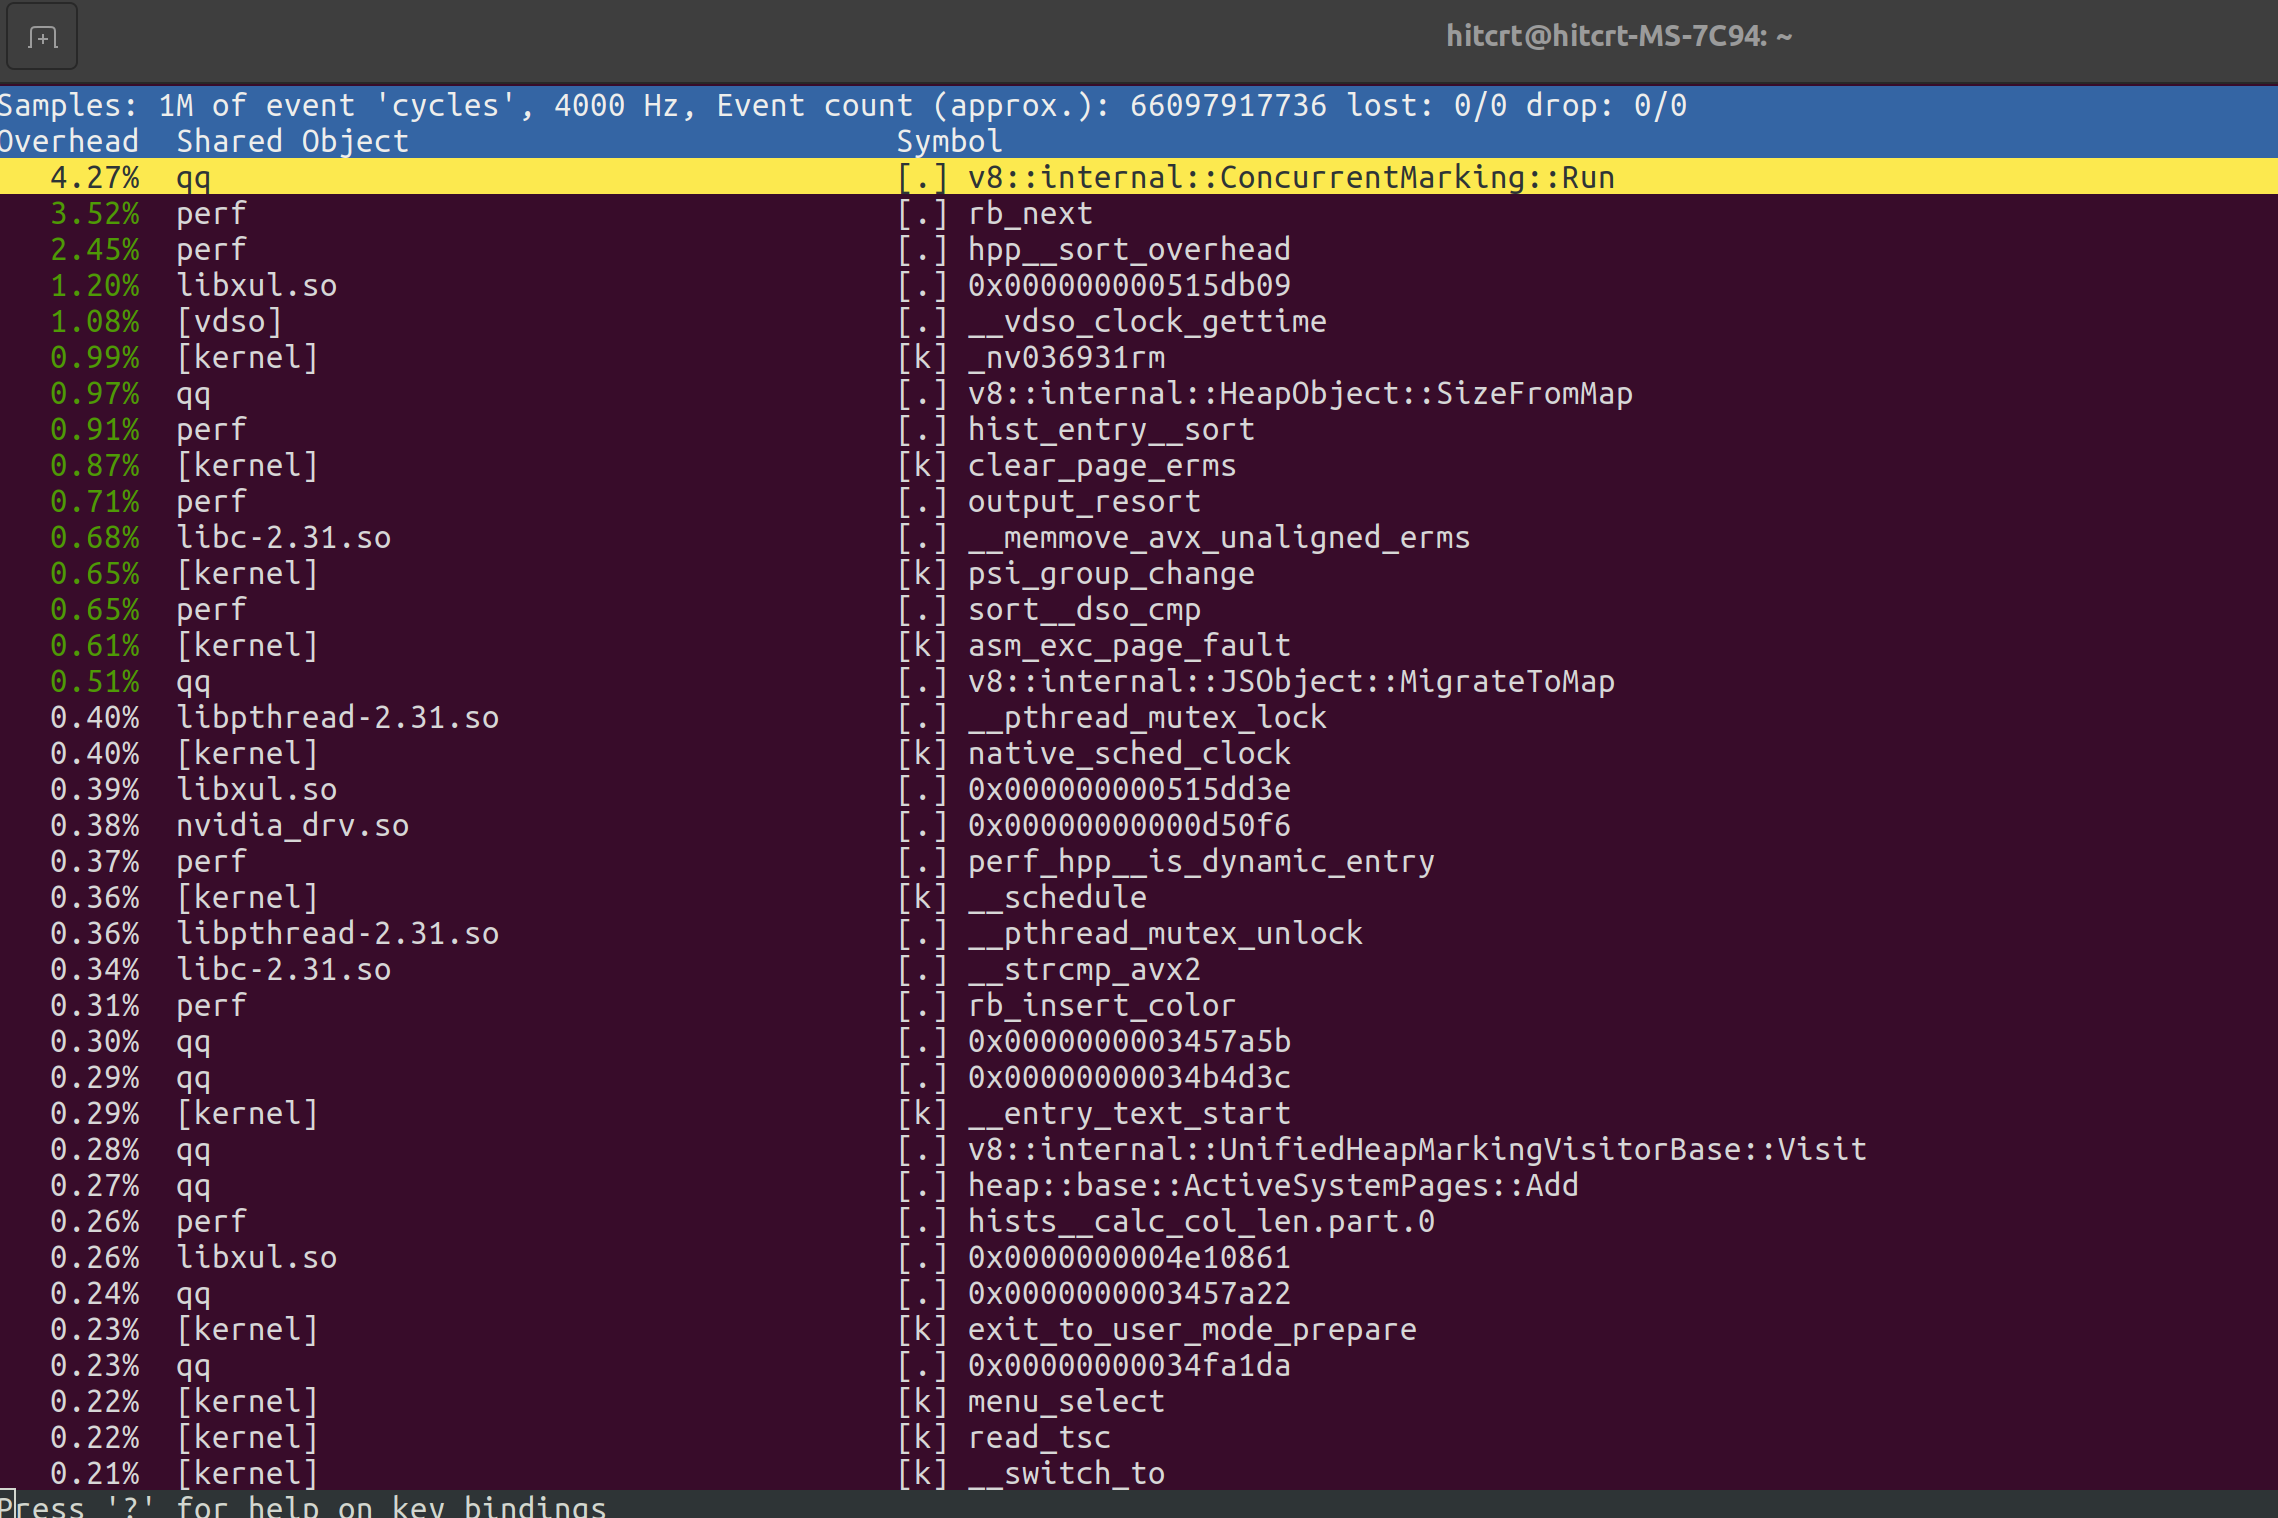 hitcrt@hitcrt-MS-7C94: ~
Samples: 1M of event 'cycles', 4000 Hz, Event count (approx.): 66097917736 lost: 0/0 drop: 0/0
Overhead  Shared Object  Symbol
4.27%  qq  [.] v8::internal::ConcurrentMarking::Run
3.52%  perf  [.] rb_next
2.45%  perf  [.] hpp__sort_overhead
1.20%  libxul.so  [.] 0x000000000515db09
1.08%  [vdso]  [.] __vdso_clock_gettime
0.99%  [kernel]  [k] _nv036931rm
0.97%  qq  [.] v8::internal::HeapObject::SizeFromMap
0.91%  perf  [.] hist_entry__sort
0.87%  [kernel]  [k] clear_page_erms
0.71%  perf  [.] output_resort
0.68%  libc-2.31.so  [.] __memmove_avx_unaligned_erms
0.65%  [kernel]  [k] psi_group_change
0.65%  perf  [.] sort__dso_cmp
0.61%  [kernel]  [k] asm_exc_page_fault
0.51%  qq  [.] v8::internal::JSObject::MigrateToMap
0.40%  libpthread-2.31.so  [.] __pthread_mutex_lock
0.40%  [kernel]  [k] native_sched_clock
0.39%  libxul.so  [.] 0x000000000515dd3e
0.38%  nvidia_drv.so  [.] 0x00000000000d50f6
0.37%  perf  [.] perf_hpp__is_dynamic_entry
0.36%  [kernel]  [k] __schedule
0.36%  libpthread-2.31.so  [.] __pthread_mutex_unlock
0.34%  libc-2.31.so  [.] __strcmp_avx2
0.31%  perf  [.] rb_insert_color
0.30%  qq  [.] 0x0000000003457a5b
0.29%  qq  [.] 0x00000000034b4d3c
0.29%  [kernel]  [k] __entry_text_start
0.28%  qq  [.] v8::internal::UnifiedHeapMarkingVisitorBase::Visit
0.27%  qq  [.] heap::base::ActiveSystemPages::Add
0.26%  perf  [.] hists__calc_col_len.part.0
0.26%  libxul.so  [.] 0x0000000004e10861
0.24%  qq  [.] 0x0000000003457a22
0.23%  [kernel]  [k] exit_to_user_mode_prepare
0.23%  qq  [.] 0x00000000034fa1da
0.22%  [kernel]  [k] menu_select
0.22%  [kernel]  [k] read_tsc
0.21%  [kernel]  [k] __switch_to
Press '?' for help on key bindings